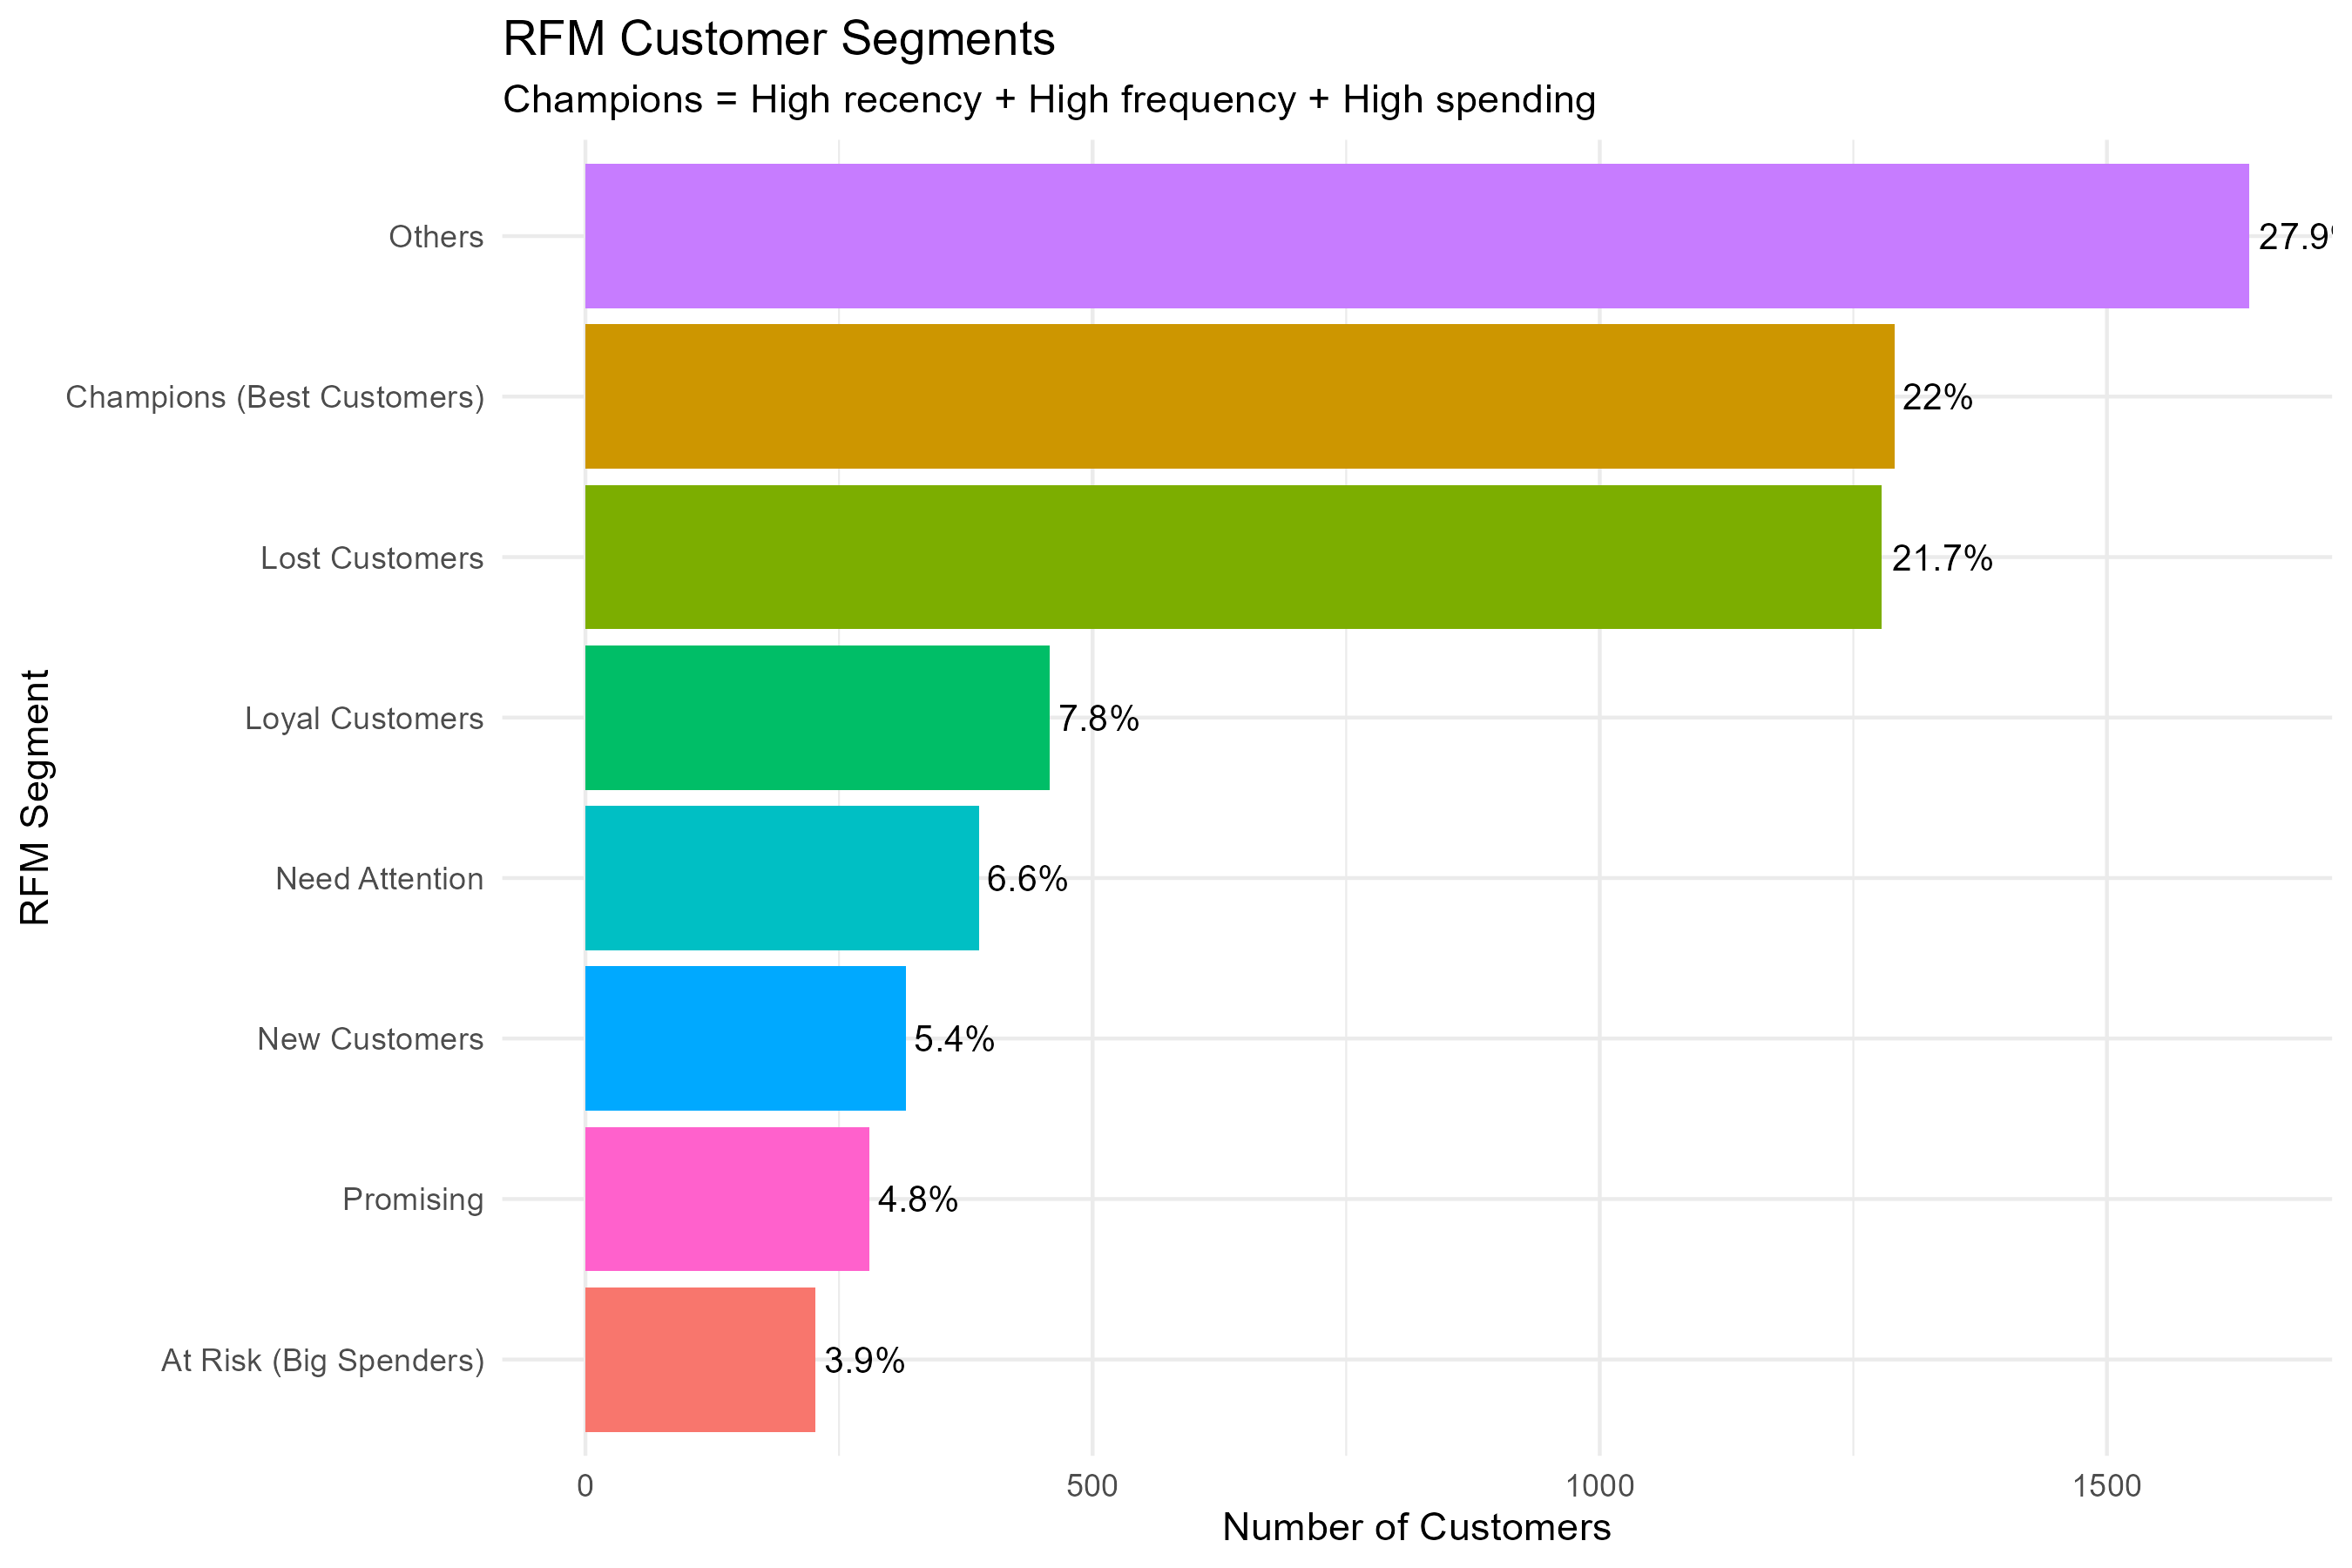 RFM Customer Segments
Champions = High recency + High frequency + High spending
RFM Segment
Others
27.9%
Champions (Best Customers)
22%
Lost Customers
21.7%
Loyal Customers
7.8%
Need Attention
6.6%
New Customers
5.4%
Promising
4.8%
At Risk (Big Spenders)
3.9%
0 500 1000 1500
Number of Customers